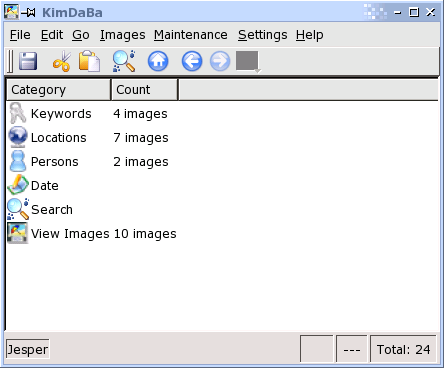 KimDaBa
File Edit Go Images Maintenance Settings Help
Category Count
Keywords 4 images
Locations 7 images
Persons 2 images
Date
Search
View Images 10 images
Jesper --- Total: 24